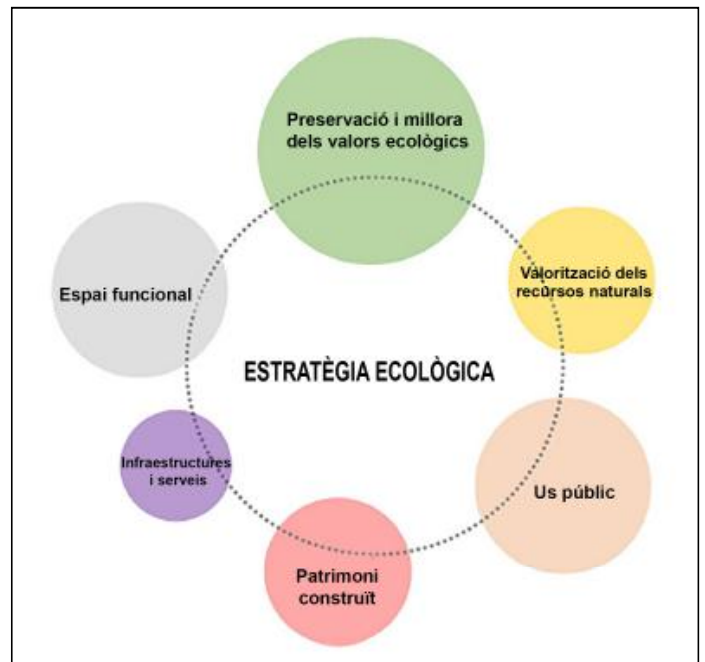 Preservació i millora
dels valors ecològics
Valorització dels
recursos naturals
Espai funcional
ESTRATÈGIA ECOLÒGICA
Infraestructures
i serveis
Us públic
Patrimoni
construït